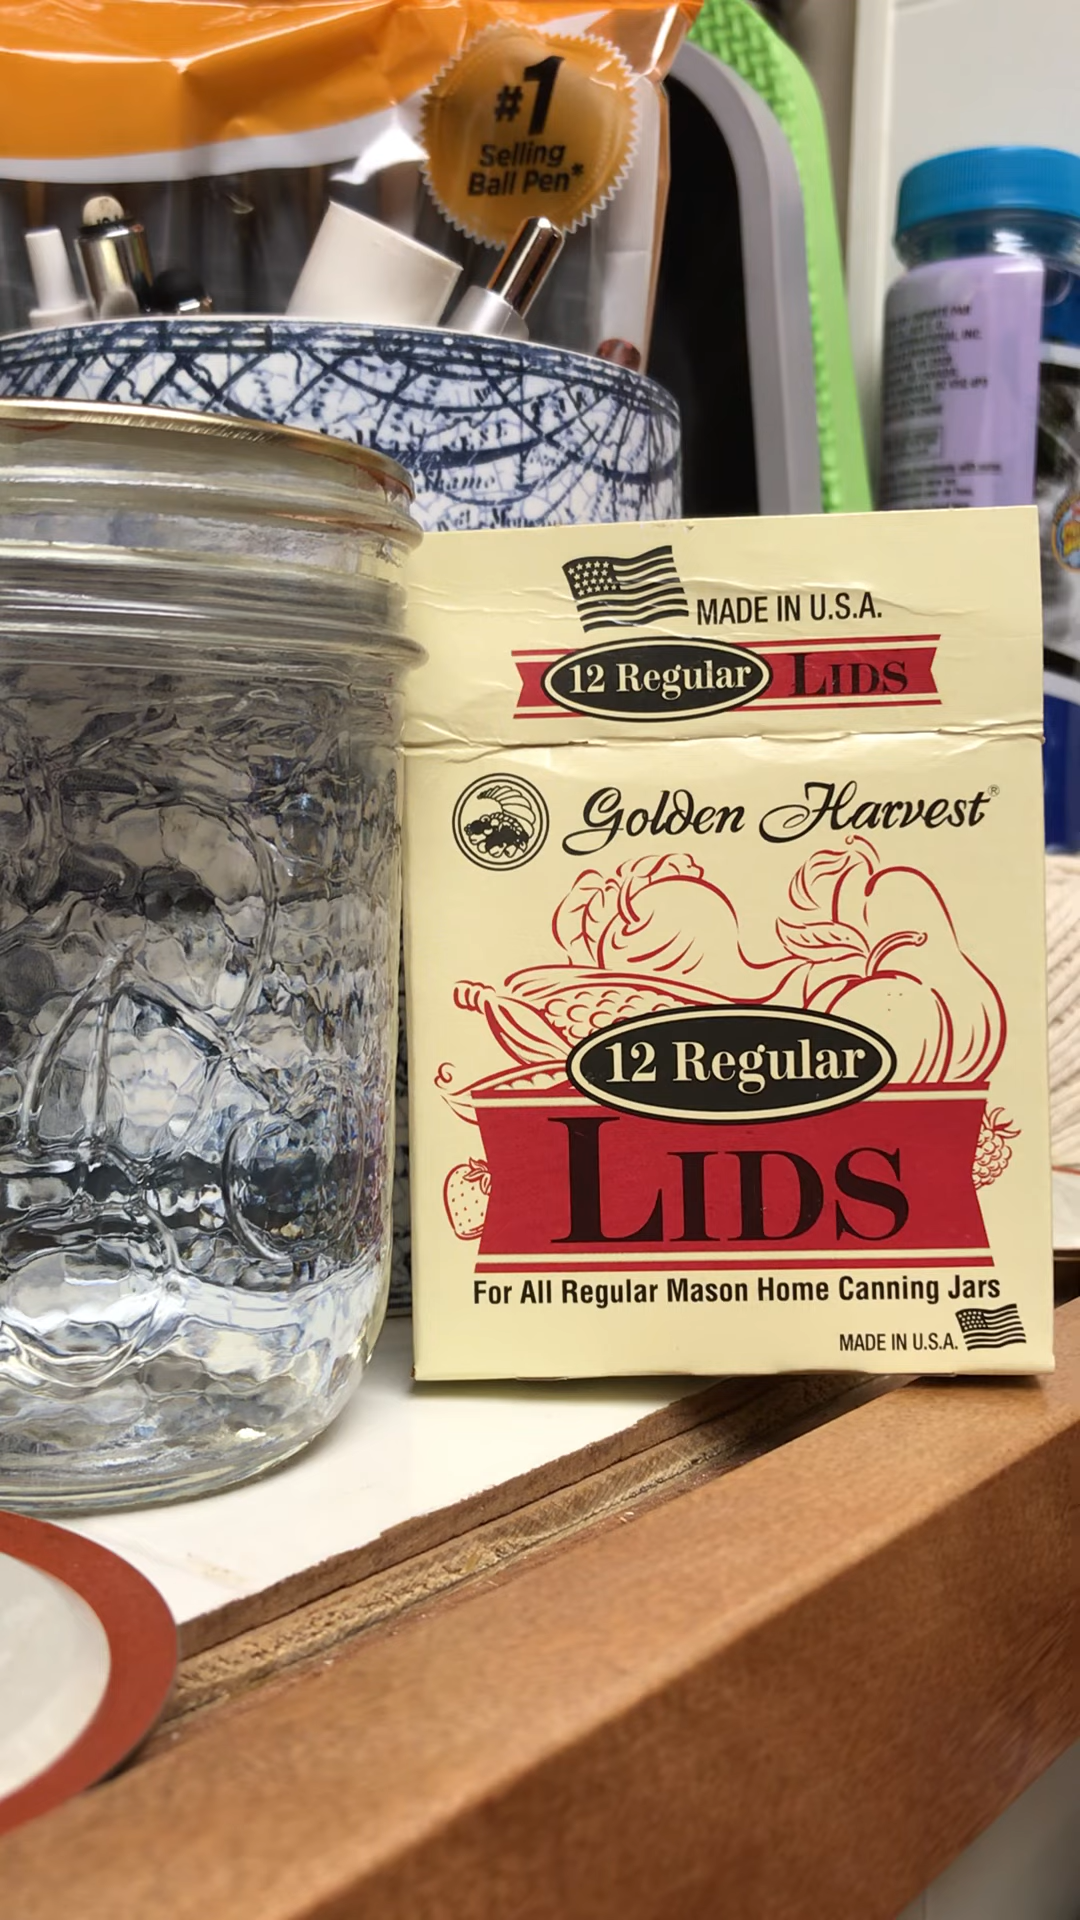 #1
Selling
Ball Pen*
MADE IN U.S.A.
12 Regular LIDS
Golden Harvest®
12 Regular
LIDS
For All Regular Mason Home Canning Jars
MADE IN U.S.A.